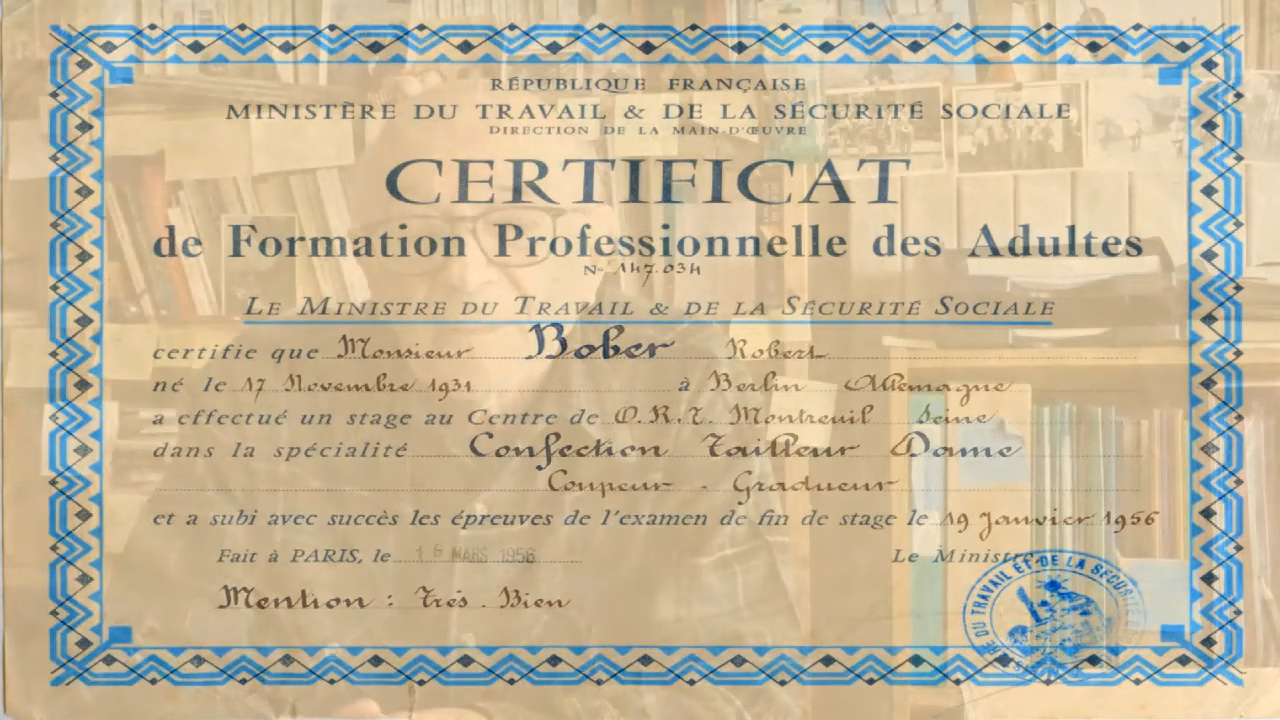 RÉPUBLIQUE FRANÇAISE
MINISTÈRE DU TRAVAIL & DE LA SÉCURITÉ SOCIALE
DIRECTION DE LA MAIN-D'ŒUVRE
CERTIFICAT
de Formation Professionnelle des Adultes
N° 147.034
LE MINISTRE DU TRAVAIL & DE LA SÉCURITÉ SOCIALE
certifie que Monsieur Bober Robert
né le 17 Novembre 1931 à Berlin Allemagne
a effectué un stage au Centre de O.R.T. Montreuil Seine
dans la spécialité Confection Tailleur Dame
Coupeur - Gradueur
et a subi avec succès les épreuves de l'examen de fin de stage le 19 Janvier 1956
Fait à PARIS, le 16 MARS 1956 Le Ministre
Mention : Très . Bien
DU TRAVAIL ET DE LA SÉCURITÉ